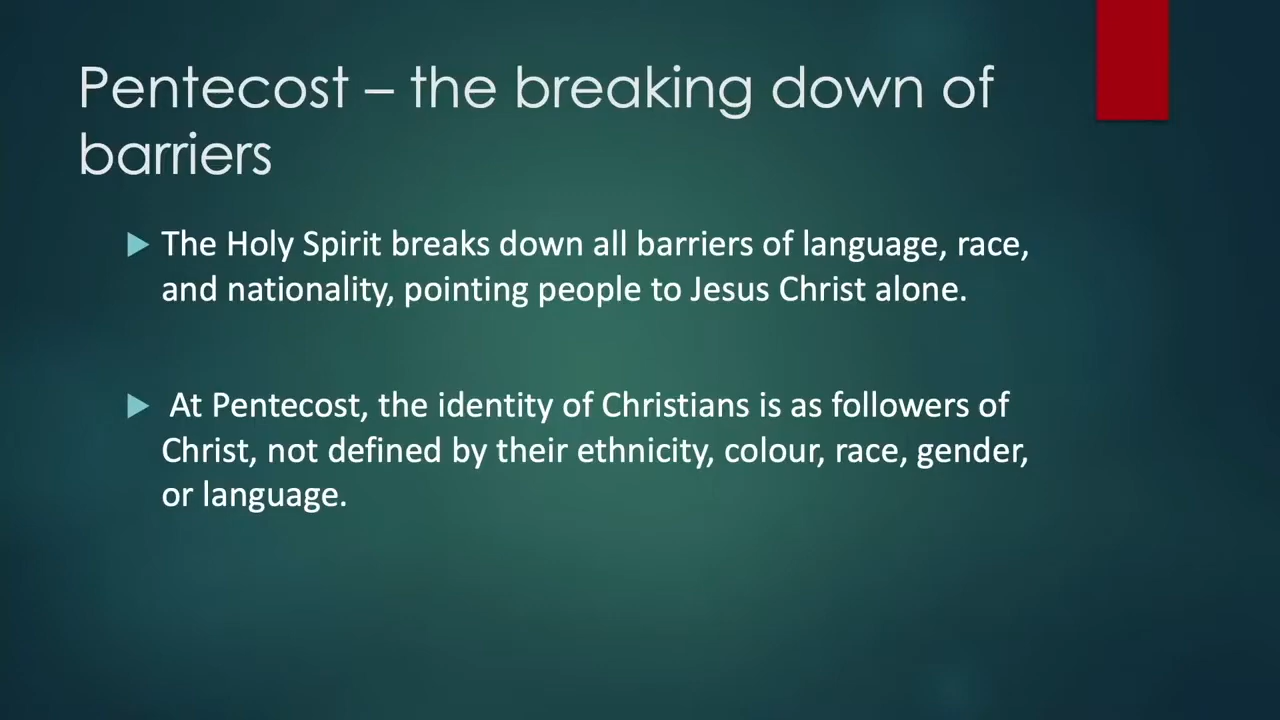 Pentecost – the breaking down of
barriers
The Holy Spirit breaks down all barriers of language, race,
and nationality, pointing people to Jesus Christ alone.
At Pentecost, the identity of Christians is as followers of
Christ, not defined by their ethnicity, colour, race, gender,
or language.